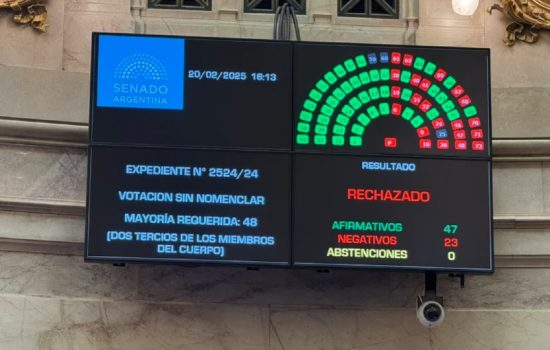 SENADO
ARGENTINA
20/02/2025 16:13
EXPEDIENTE N° 2524/24
VOTACION SIN NOMENCLAR
MAYORÍA REQUERIDA: 48
(DOS TERCIOS DE LOS MIEMBROS
DEL CUERPO)
RESULTADO
RECHAZADO
AFIRMATIVOS 47
NEGATIVOS 23
ABSTENCIONES 0